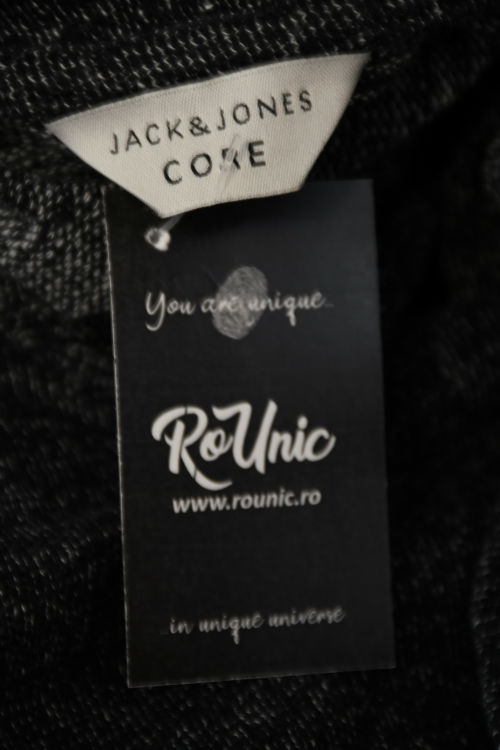 JACK&JONES
CORE
You are unique...
RoUnic
www.rounic.ro
...in unique universe